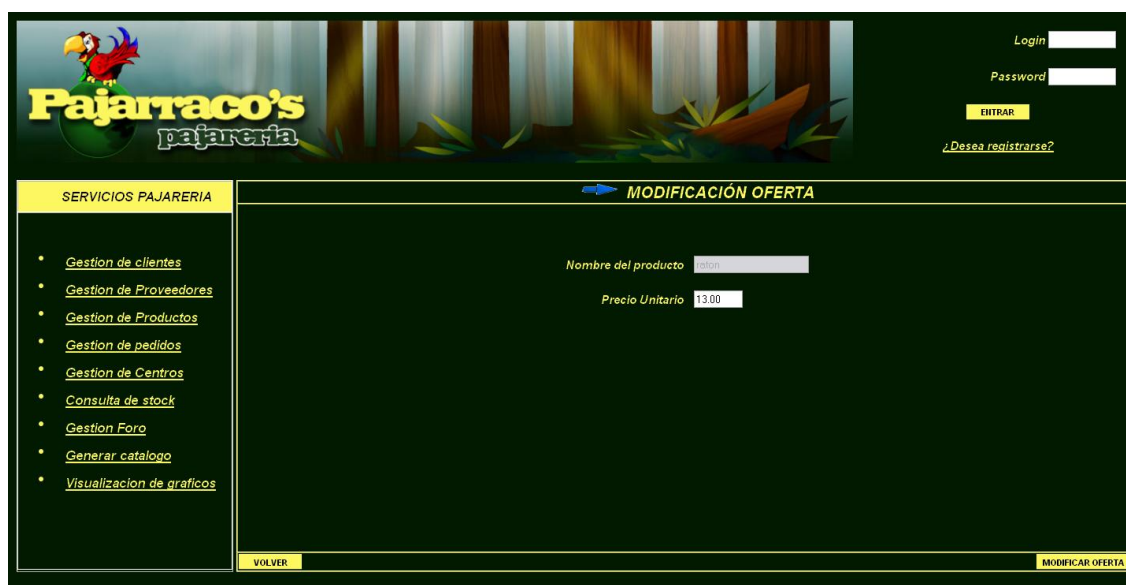 Pajarraco's
pajareria
Login
Password
ENTRAR
¿Desea registrarse?
SERVICIOS PAJARERIA
MODIFICACIÓN OFERTA
• Gestion de clientes
• Gestion de Proveedores
• Gestion de Productos
• Gestion de pedidos
• Gestion de Centros
• Consulta de stock
• Gestion Foro
• Generar catalogo
• Visualizacion de graficos
Nombre del producto raton
Precio Unitario 13.00
VOLVER
MODIFICAR OFERTA